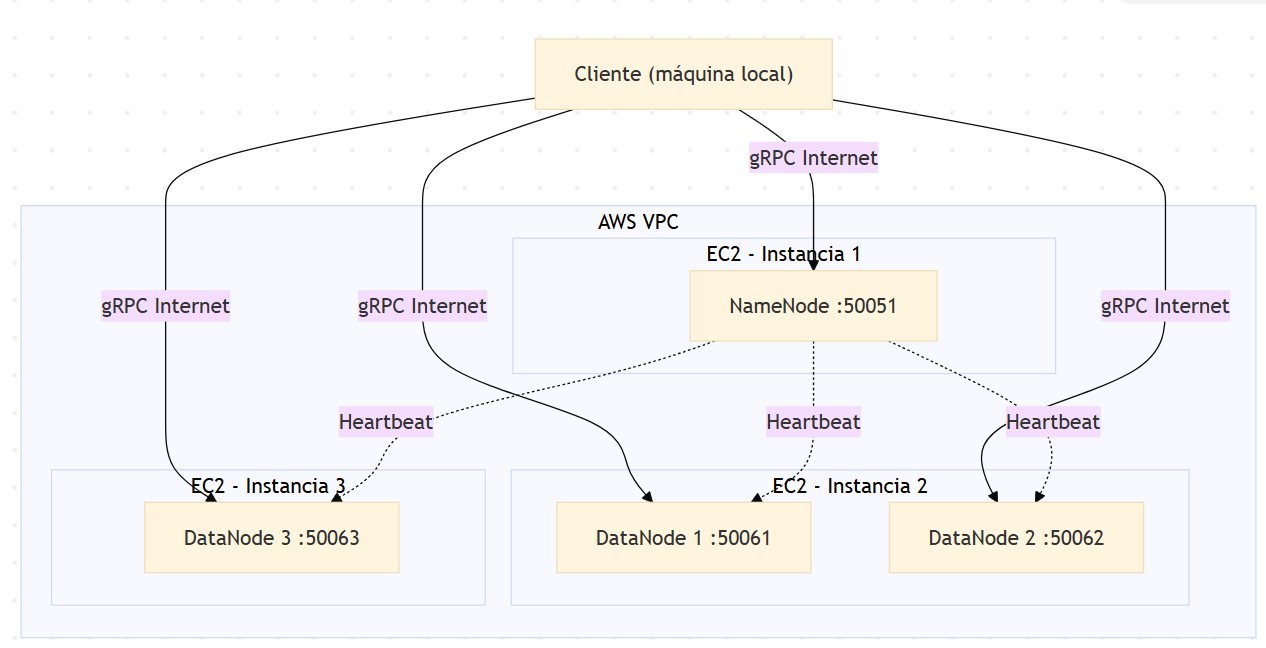 Cliente (máquina local)
gRPC Internet
AWS VPC
EC2 - Instancia 1
gRPC Internet
gRPC Internet
NameNode :50051
gRPC Internet
Heartbeat
Heartbeat
Heartbeat
EC2 - Instancia 3
EC2 - Instancia 2
DataNode 3 :50063
DataNode 1 :50061
DataNode 2 :50062